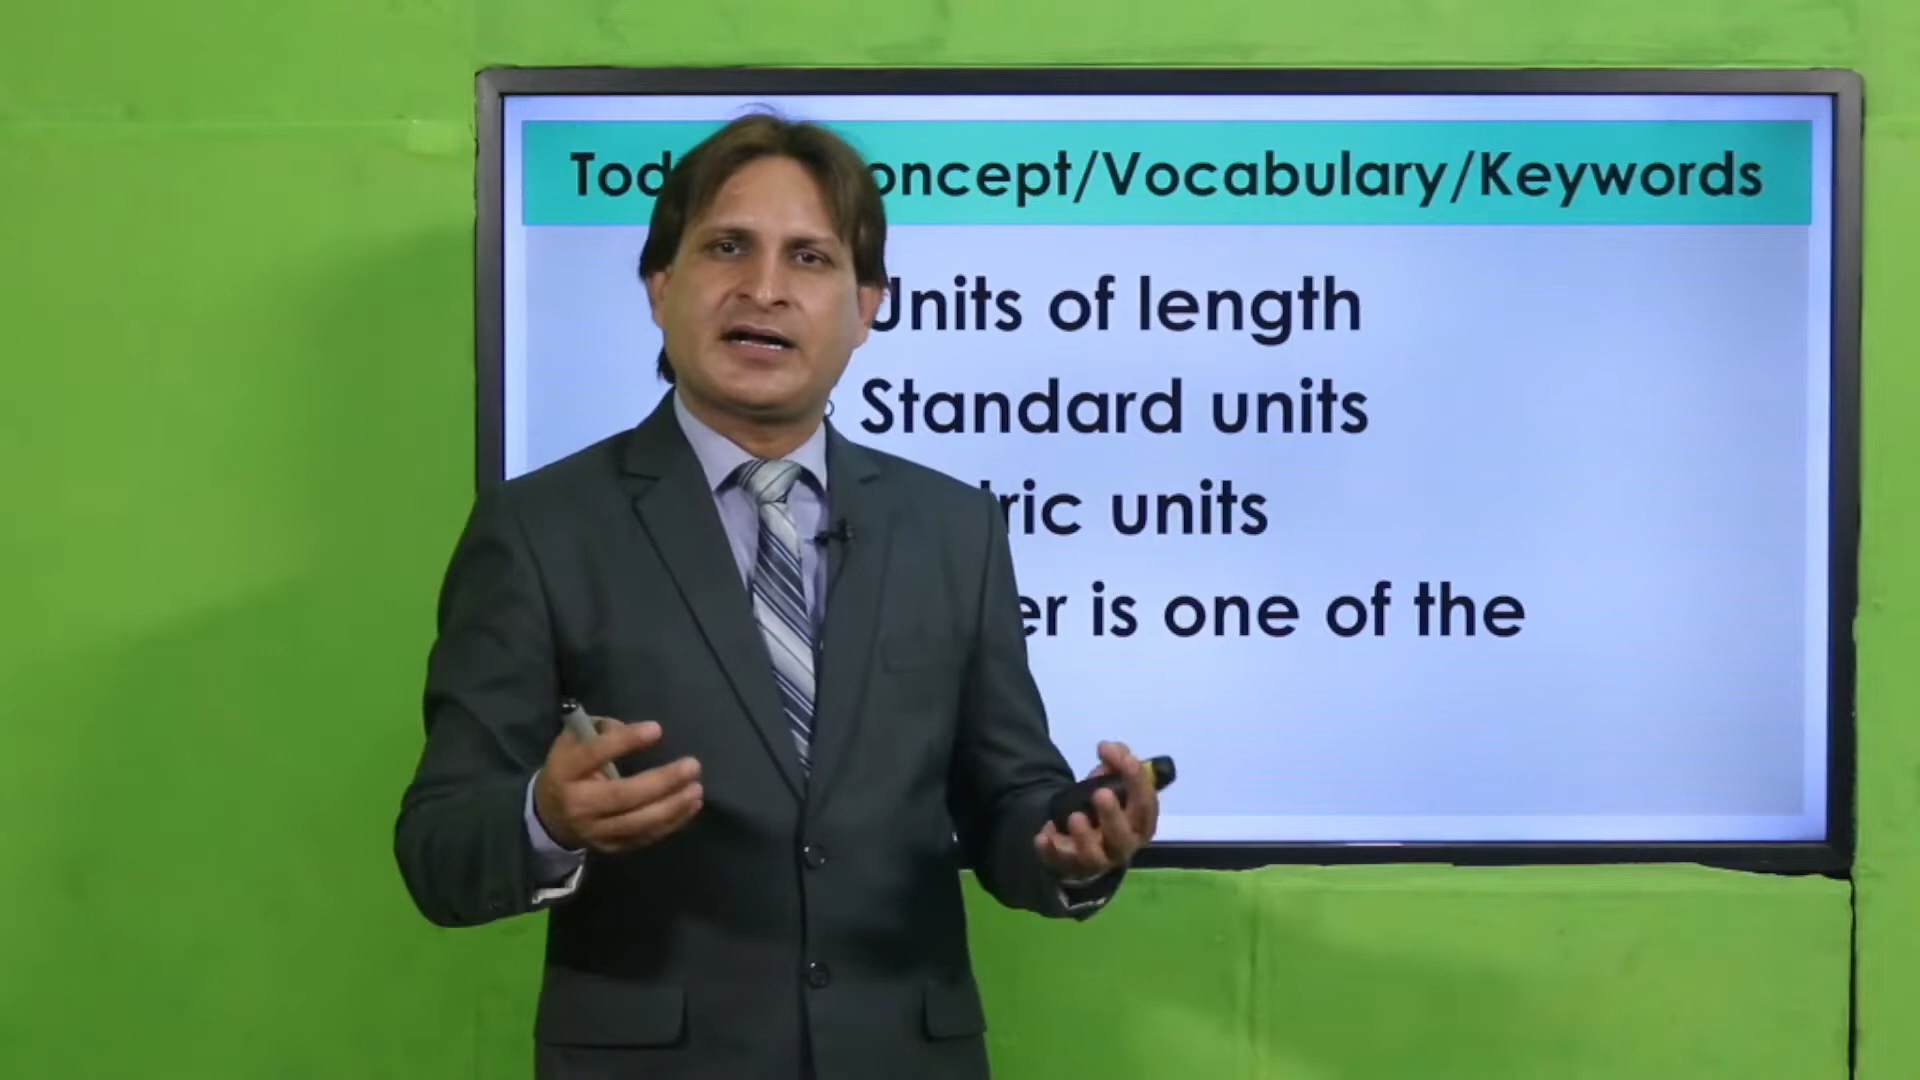 Tod oncept/Vocabulary/Keywords
Units of length
Standard units
ric units
er is one of the